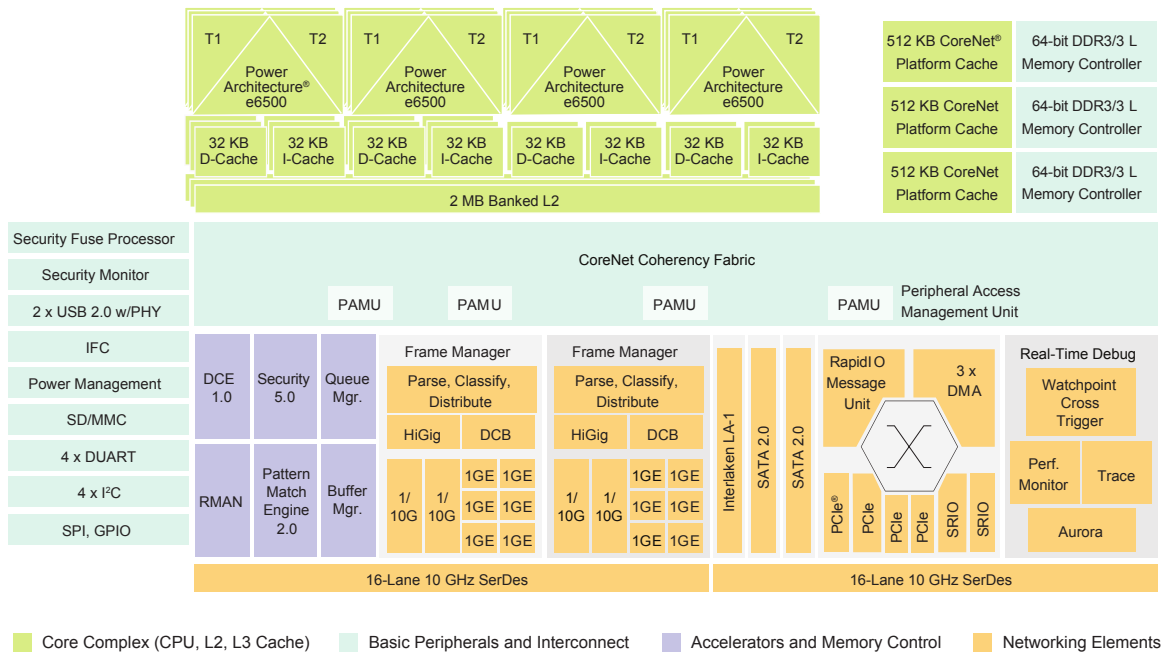 T1 T2 T1 T2 T1 T2 T1 T2
Power
Architecture®
e6500
Power
Architecture
e6500
Power
Architecture
e6500
Power
Architecture
e6500
32 KB
D-Cache
32 KB
I-Cache
32 KB
D-Cache
32 KB
I-Cache
32 KB
D-Cache
32 KB
I-Cache
32 KB
D-Cache
32 KB
I-Cache
2 MB Banked L2
512 KB CoreNet®
Platform Cache
64-bit DDR3/3 L
Memory Controller
512 KB CoreNet
Platform Cache
64-bit DDR3/3 L
Memory Controller
512 KB CoreNet
Platform Cache
64-bit DDR3/3 L
Memory Controller
Security Fuse Processor
Security Monitor
2 x USB 2.0 w/PHY
IFC
Power Management
SD/MMC
4 x DUART
4 x I²C
SPI, GPIO
CoreNet Coherency Fabric
PAMU
PAMU
PAMU
PAMU
Peripheral Access
Management Unit
DCE
1.0
Security
5.0
Queue
Mgr.
RMAN
Pattern
Match
Engine
2.0
Buffer
Mgr.
Frame Manager
Parse, Classify,
Distribute
HiGig
DCB
1/
10G
1/
10G
1GE 1GE
1GE 1GE
1GE 1GE
Frame Manager
Parse, Classify,
Distribute
HiGig
DCB
1/
10G
1/
10G
1GE 1GE
1GE 1GE
1GE 1GE
Interlaken LA-1
SATA 2.0
SATA 2.0
RapidIO
Message
Unit
3 x
DMA
PCIe®
PCIe
PCIe
PCIe
SRIO
SRIO
Real-Time Debug
Watchpoint
Cross
Trigger
Perf.
Monitor
Trace
Aurora
16-Lane 10 GHz SerDes
16-Lane 10 GHz SerDes
Core Complex (CPU, L2, L3 Cache)
Basic Peripherals and Interconnect
Accelerators and Memory Control
Networking Elements